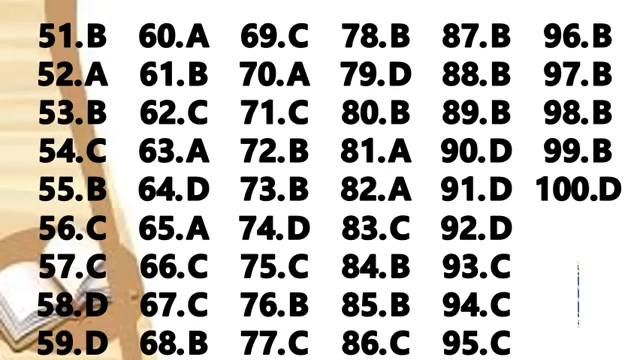 51.B 60.A 69.C 78.B 87.B 96.B
52.A 61.B 70.A 79.D 88.B 97.B
53.B 62.C 71.C 80.B 89.B 98.B
54.C 63.A 72.B 81.A 90.D 99.B
55.B 64.D 73.B 82.A 91.D 100.D
56.C 65.A 74.D 83.C 92.D
57.C 66.C 75.C 84.B 93.C
58.D 67.C 76.B 85.B 94.C
59.D 68.B 77.C 86.C 95.C